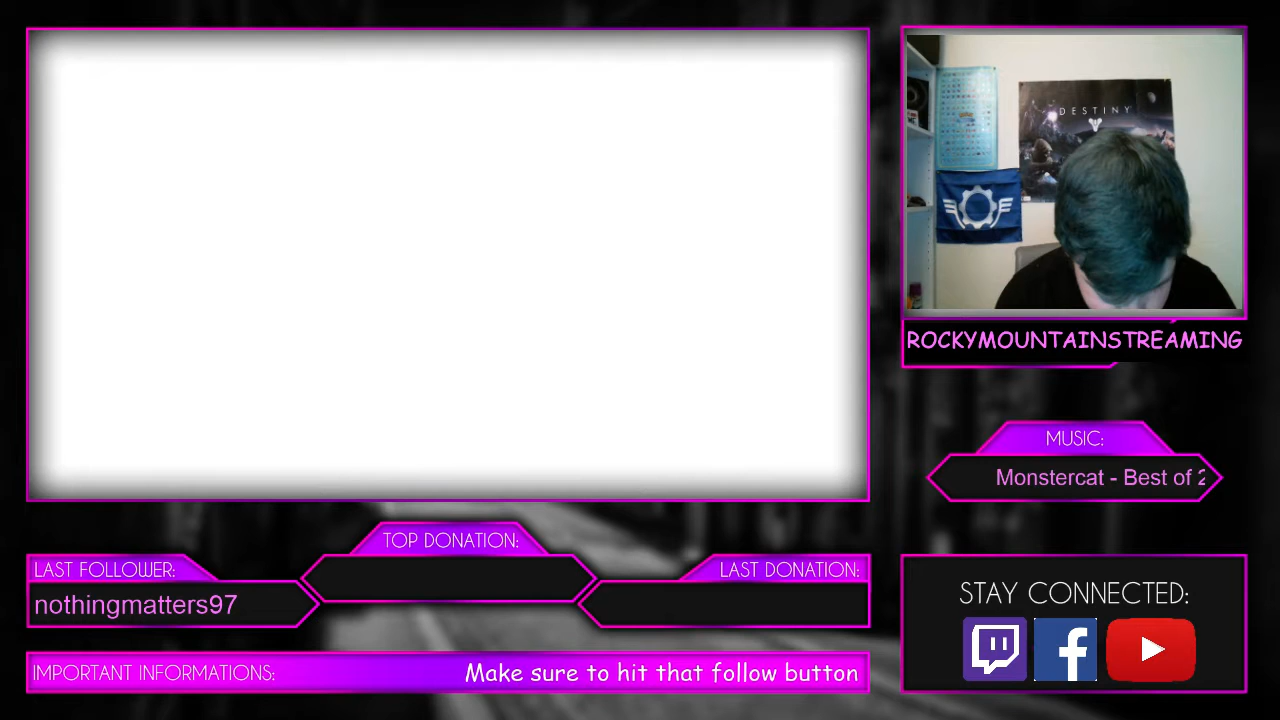 DESTINY
ROCKYMOUNTAINSTREAMING
MUSIC:
Monstercat - Best of 2
TOP DONATION:
LAST FOLLOWER:
LAST DONATION:
nothingmatters97
STAY CONNECTED:
IMPORTANT INFORMATIONS:
Make sure to hit that follow button